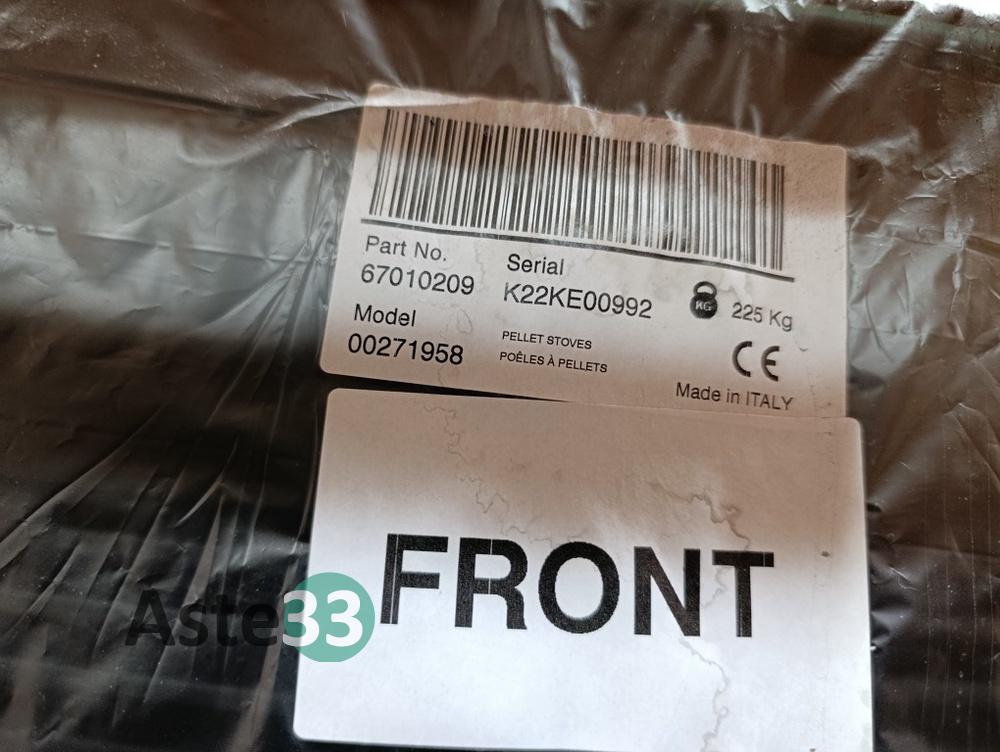 Part No.
67010209
Serial
K22KE00992
KG
225 Kg
Model
00271958
PELLET STOVES
POÊLES À PELLETS
CE
Made in ITALY
FRONT
Aste33